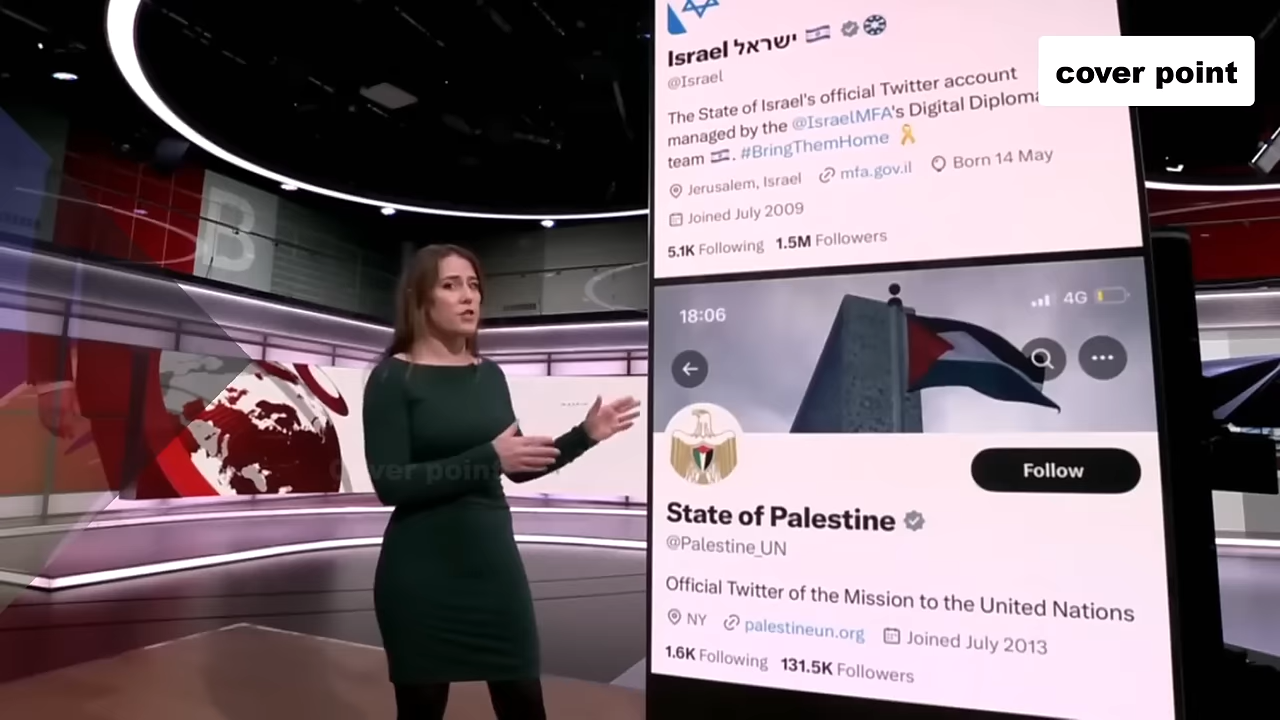 Israel ישראל
@Israel
The State of Israel's official Twitter account
managed by the @IsraelMFA's Digital
team . #BringThemHome
Jerusalem, Israel mfa.gov.il Born 14 May
Joined July 2009
5.1K Following 1.5M Followers
cover point
B
18:06 4G
Follow
cover point
State of Palestine
@Palestine_UN
Official Twitter of the Mission to the United Nations
NY palestineun.org Joined July 2013
1.6K Following 131.5K Followers